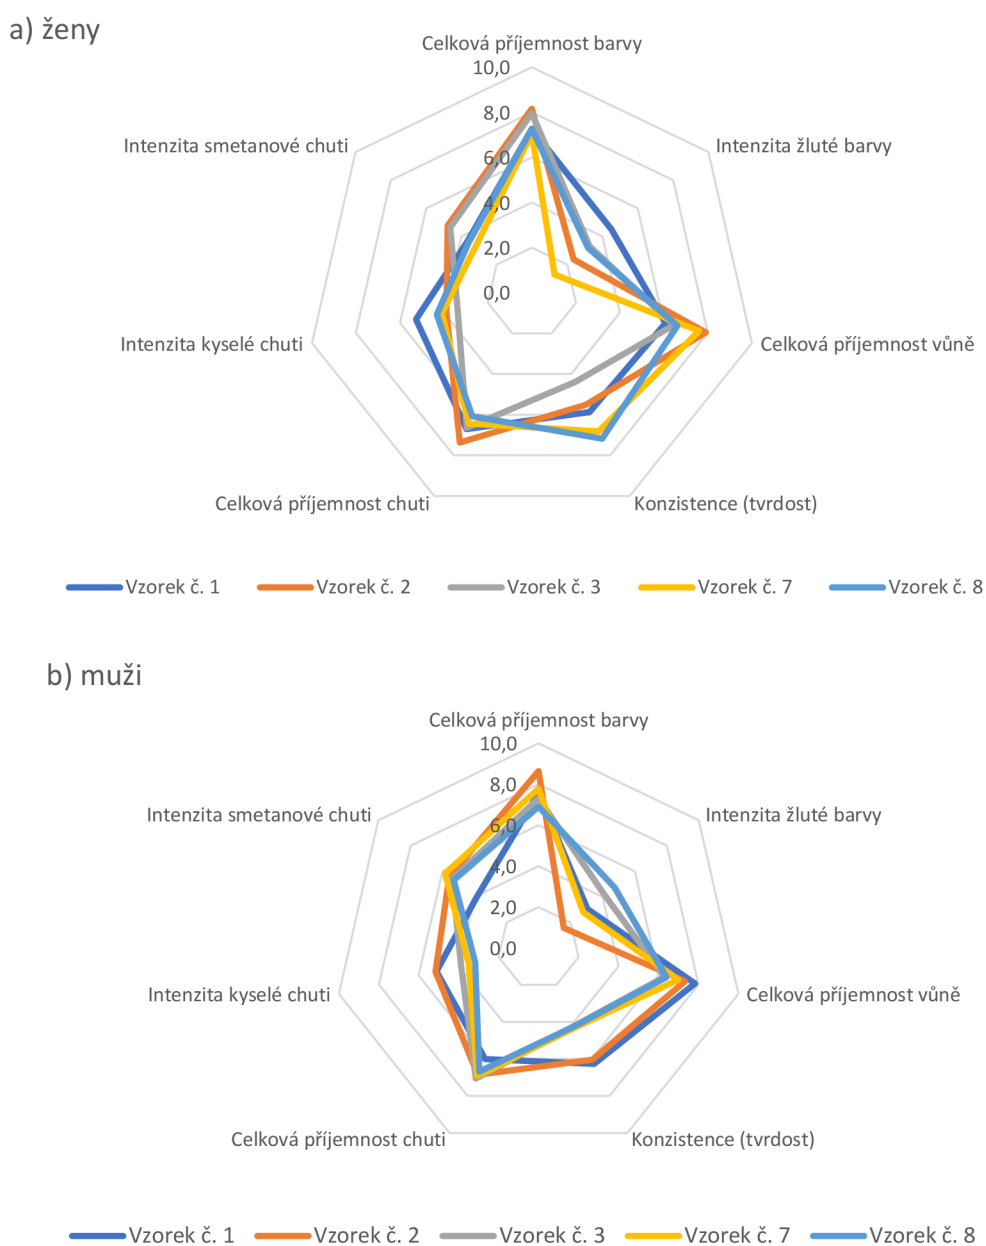 a) ženy
Celková příjemnost barvy
10,0
8,0
6,0
4,0
2,0
0,0
Intenzita smetanové chuti
Intenzita žluté barvy
Intenzita kyselé chuti
Celková příjemnost vůně
Celková příjemnost chuti
Konzistence (tvrdost)
Vzorek č. 1
Vzorek č. 2
Vzorek č. 3
Vzorek č. 7
Vzorek č. 8
b) muži
Celková příjemnost barvy
10,0
8,0
6,0
4,0
2,0
0,0
Intenzita smetanové chuti
Intenzita žluté barvy
Intenzita kyselé chuti
Celková příjemnost vůně
Celková příjemnost chuti
Konzistence (tvrdost)
Vzorek č. 1
Vzorek č. 2
Vzorek č. 3
Vzorek č. 7
Vzorek č. 8